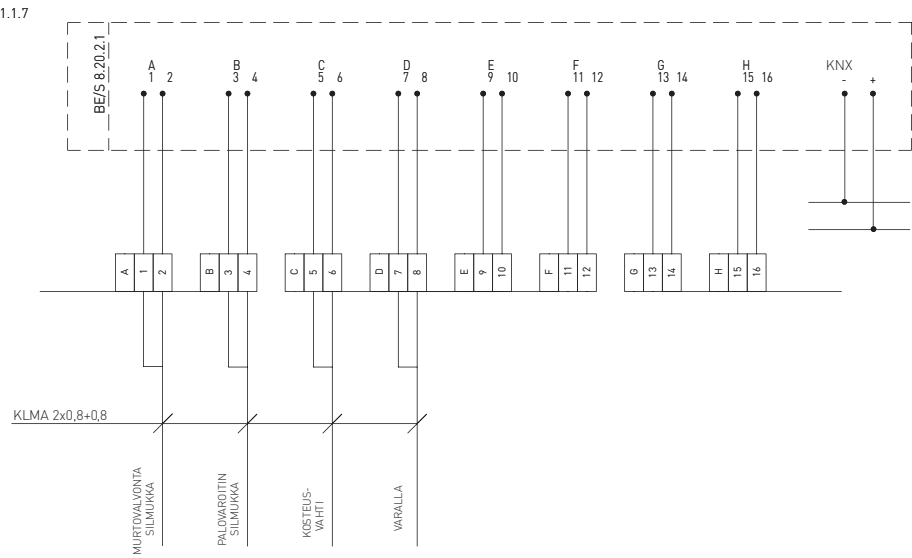 1.1.7
BE/S 8.20.2.1
A B C D E F G H KNX
1 2 3 4 5 6 7 8 9 10 11 12 13 14 15 16 - +
A 1 2 B 3 4 C 5 6 D 7 8 E 9 10 F 11 12 G 13 14 H 15 16
KLMA 2x0,8+0,8
MURTOVALVONTA
SILMUKKA
PALOVAROITIN
SILMUKKA
KOSTEUS-
VAHTI
VARALLA